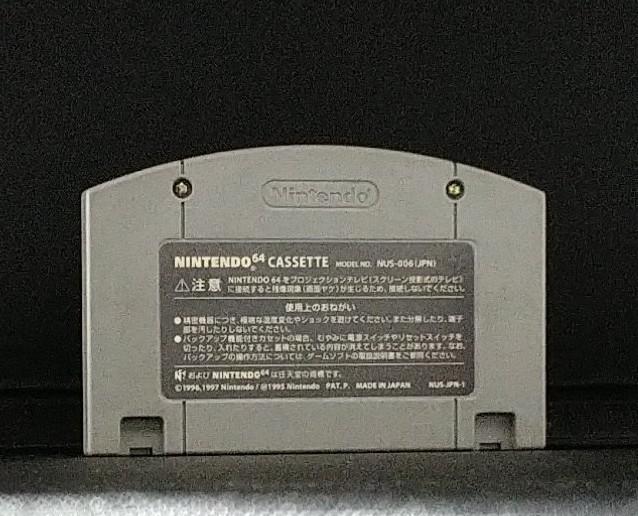 Nintendo
NINTENDO64 CASSETTE MODEL NO. NUS-006(JPN)
⚠注意 NINTENDO 64をプロジェクションテレビ(スクリーン投影式のテレビ)
に接続すると残像現象(画面ヤケ)が生じるため、接続しないでください。
使用上のおねがい
●精密機器につき、極端な温度変化やショックを避けてください。また分解したり、端子
部を汚したりしないでください。
●バックアップ機能付きカセットの場合、むやみに電源スイッチやリセットスイッチを
切ったり、入れたりすると、蓄積されている内容が消えてしまうことがあります。なお、
バックアップの操作方法については、ゲームソフトの取扱説明書をご参照ください。
および NINTENDO64 は任天堂の商標です。
©1996,1997 Nintendo / ⓜ1995 Nintendo PAT. P. MADE IN JAPAN NUS-JPN-1